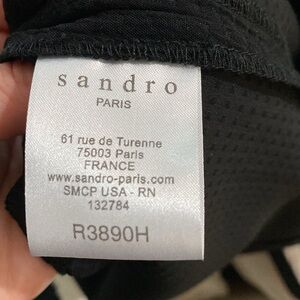 sandro
PARIS
61 rue de Turenne
75003 Paris
FRANCE
www.sandro-paris.com
SMCP USA - RN
132784
R3890H